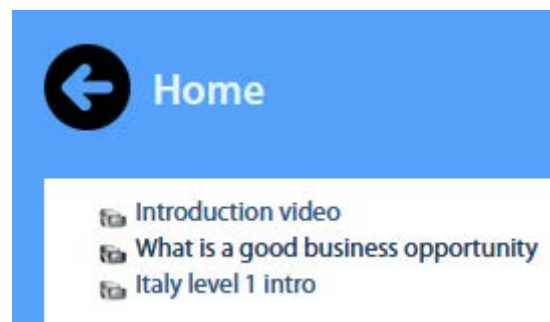 Home
Introduction video
What is a good business opportunity
Italy level 1 intro